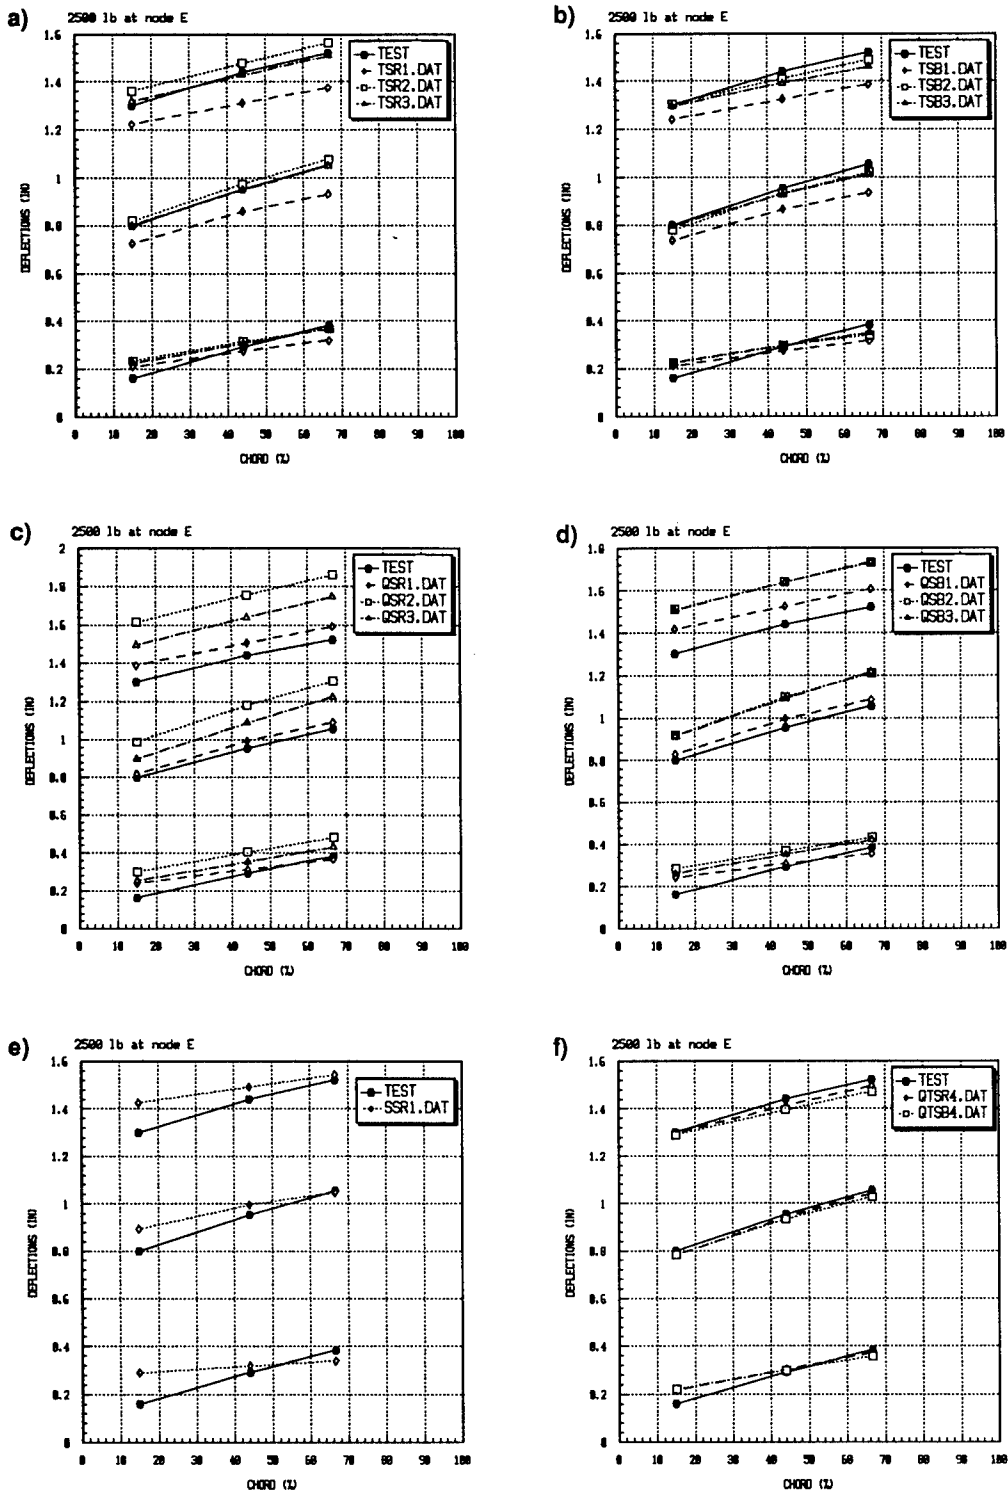 a)
2500 lb at node E
1.6
1.4
1.2
1
0.8
0.6
0.4
0.2
0
DEFLECTIONS (IN)
0 10 20 30 40 50 60 70 80 90 100
CHORD (%)
TEST
TSR1.DAT
TSR2.DAT
TSR3.DAT
b)
2500 lb at node E
1.6
1.4
1.2
1
0.8
0.6
0.4
0.2
0
DEFLECTIONS (IN)
0 10 20 30 40 50 60 70 80 90 100
CHORD (%)
TEST
TSB1.DAT
TSB2.DAT
TSB3.DAT
c)
2500 lb at node E
2
1.8
1.6
1.4
1.2
1
0.8
0.6
0.4
0.2
0
DEFLECTIONS (IN)
0 10 20 30 40 50 60 70 80 90 100
CHORD (%)
TEST
QSR1.DAT
QSR2.DAT
QSR3.DAT
d)
2500 lb at node E
1.8
1.6
1.4
1.2
1
0.8
0.6
0.4
0.2
0
DEFLECTIONS (IN)
0 10 20 30 40 50 60 70 80 90 100
CHORD (%)
TEST
QSB1.DAT
QSB2.DAT
QSB3.DAT
e)
2500 lb at node E
1.6
1.4
1.2
1
0.8
0.6
0.4
0.2
0
DEFLECTIONS (IN)
0 10 20 30 40 50 60 70 80 90 100
CHORD (%)
TEST
SSR1.DAT
f)
2500 lb at node E
1.6
1.4
1.2
1
0.8
0.6
0.4
0.2
0
DEFLECTIONS (IN)
0 10 20 30 40 50 60 70 80 90 100
CHORD (%)
TEST
QTSR4.DAT
QTSB4.DAT